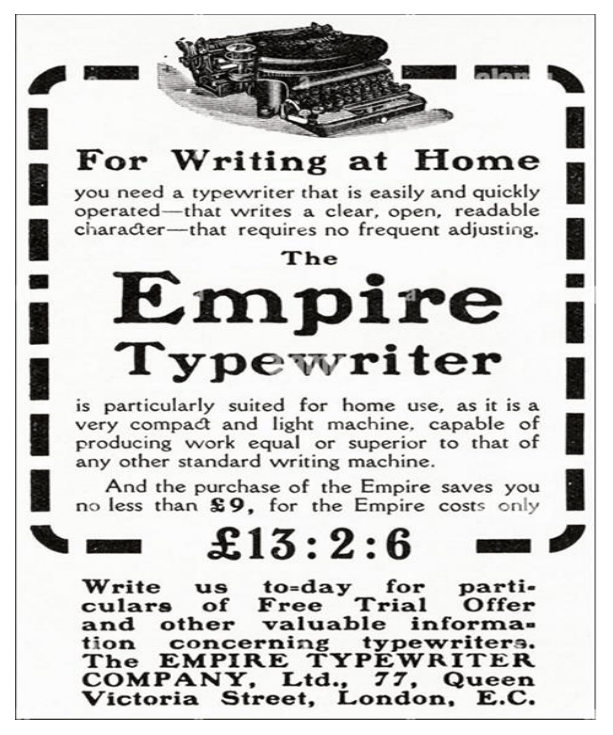 For Writing at Home
you need a typewriter that is easily and quickly
operated—that writes a clear, open, readable
character—that requires no frequent adjusting.
The
Empire
Typewriter
is particularly suited for home use, as it is a
very compact and light machine, capable of
producing work equal or superior to that of
any other standard writing machine.
And the purchase of the Empire saves you
no less than £9, for the Empire costs only
£13:2:6
Write us to=day for parti-
culars of Free Trial Offer
and other valuable informa-
tion concerning typewriters.
The EMPIRE TYPEWRITER
COMPANY, Ltd., 77, Queen
Victoria Street, London, E.C.